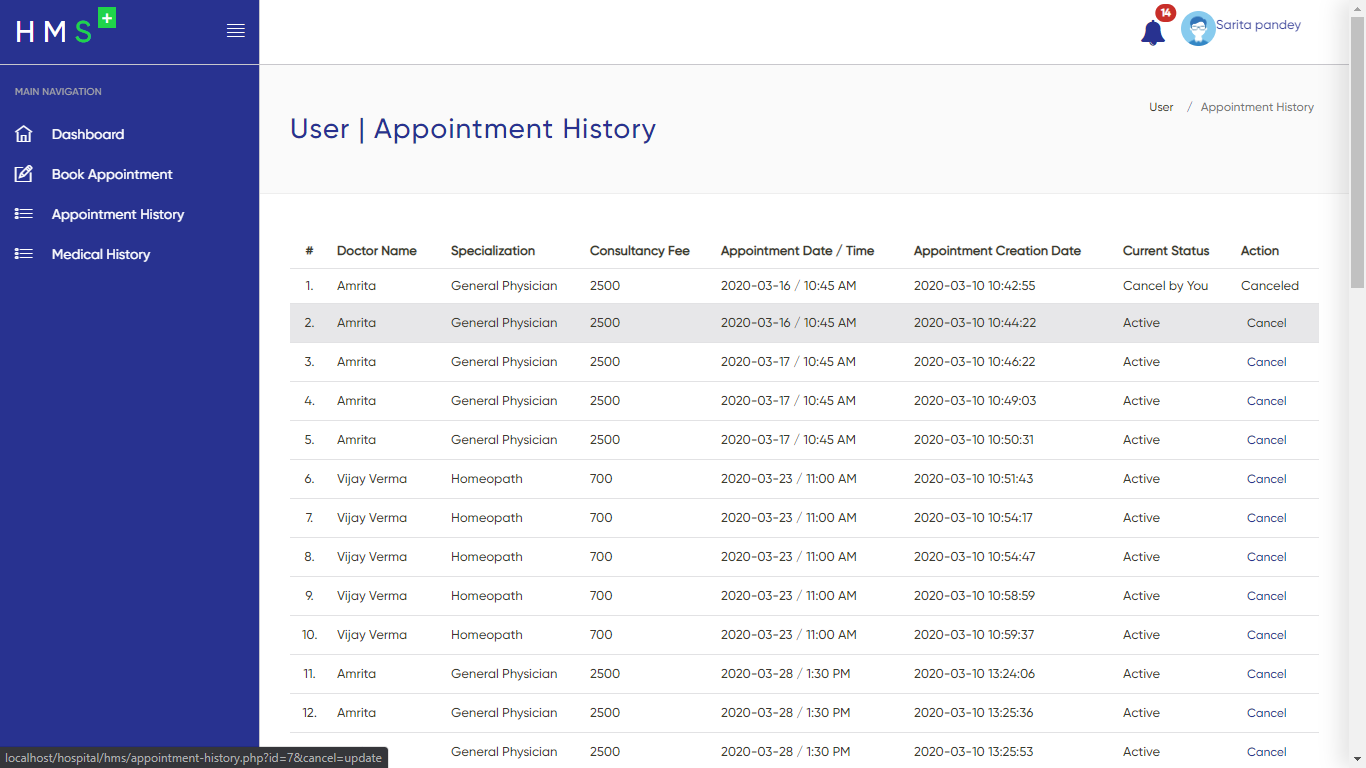 HMS+
14
Sarita pandey
MAIN NAVIGATION
Dashboard
Book Appointment
Appointment History
Medical History
User / Appointment History
User | Appointment History
# Doctor Name Specialization Consultancy Fee Appointment Date / Time Appointment Creation Date Current Status Action
1. Amrita General Physician 2500 2020-03-16 / 10:45 AM 2020-03-10 10:42:55 Cancel by You Canceled
2. Amrita General Physician 2500 2020-03-16 / 10:45 AM 2020-03-10 10:44:22 Active Cancel
3. Amrita General Physician 2500 2020-03-17 / 10:45 AM 2020-03-10 10:46:22 Active Cancel
4. Amrita General Physician 2500 2020-03-17 / 10:45 AM 2020-03-10 10:49:03 Active Cancel
5. Amrita General Physician 2500 2020-03-17 / 10:45 AM 2020-03-10 10:50:31 Active Cancel
6. Vijay Verma Homeopath 700 2020-03-23 / 11:00 AM 2020-03-10 10:51:43 Active Cancel
7. Vijay Verma Homeopath 700 2020-03-23 / 11:00 AM 2020-03-10 10:54:17 Active Cancel
8. Vijay Verma Homeopath 700 2020-03-23 / 11:00 AM 2020-03-10 10:54:47 Active Cancel
9. Vijay Verma Homeopath 700 2020-03-23 / 11:00 AM 2020-03-10 10:58:59 Active Cancel
10. Vijay Verma Homeopath 700 2020-03-23 / 11:00 AM 2020-03-10 10:59:37 Active Cancel
11. Amrita General Physician 2500 2020-03-28 / 1:30 PM 2020-03-10 13:24:06 Active Cancel
12. Amrita General Physician 2500 2020-03-28 / 1:30 PM 2020-03-10 13:25:36 Active Cancel
General Physician 2500 2020-03-28 / 1:30 PM 2020-03-10 13:25:53 Active Cancel
localhost/hospital/hms/appointment-history.php?id=7&cancel=update